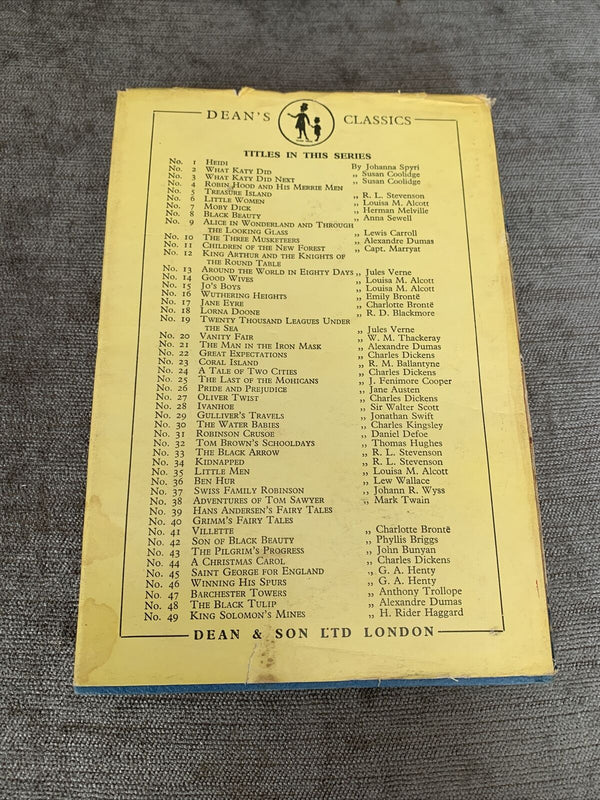 DEAN'S CLASSICS
TITLES IN THIS SERIES
No. 1 HEIDI By Johanna Spyri
No. 2 WHAT KATY DID ,, Susan Coolidge
No. 3 WHAT KATY DID NEXT ,, Susan Coolidge
No. 4 ROBIN HOOD AND HIS MERRIE MEN
No. 5 TREASURE ISLAND ,, R. L. Stevenson
No. 6 LITTLE WOMEN ,, Louisa M. Alcott
No. 7 MOBY DICK ,, Herman Melville
No. 8 BLACK BEAUTY ,, Anna Sewell
No. 9 ALICE IN WONDERLAND AND THROUGH
THE LOOKING GLASS ,, Lewis Carroll
No. 10 THE THREE MUSKETEERS ,, Alexandre Dumas
No. 11 CHILDREN OF THE NEW FOREST ,, Capt. Marryat
No. 12 KING ARTHUR AND THE KNIGHTS OF
THE ROUND TABLE
No. 13 AROUND THE WORLD IN EIGHTY DAYS ,, Jules Verne
No. 14 GOOD WIVES ,, Louisa M. Alcott
No. 15 JO'S BOYS ,, Louisa M. Alcott
No. 16 WUTHERING HEIGHTS ,, Emily Brontë
No. 17 JANE EYRE ,, Charlotte Brontë
No. 18 LORNA DOONE ,, R. D. Blackmore
No. 19 TWENTY THOUSAND LEAGUES UNDER
THE SEA ,, Jules Verne
No. 20 VANITY FAIR ,, W. M. Thackeray
No. 21 THE MAN IN THE IRON MASK ,, Alexandre Dumas
No. 22 GREAT EXPECTATIONS ,, Charles Dickens
No. 23 CORAL ISLAND ,, R. M. Ballantyne
No. 24 A TALE OF TWO CITIES ,, Charles Dickens
No. 25 THE LAST OF THE MOHICANS ,, J. Fenimore Cooper
No. 26 PRIDE AND PREJUDICE ,, Jane Austen
No. 27 OLIVER TWIST ,, Charles Dickens
No. 28 IVANHOE ,, Sir Walter Scott
No. 29 GULLIVER'S TRAVELS ,, Jonathan Swift
No. 30 THE WATER BABIES ,, Charles Kingsley
No. 31 ROBINSON CRUSOE ,, Daniel Defoe
No. 32 TOM BROWN'S SCHOOLDAYS ,, Thomas Hughes
No. 33 THE BLACK ARROW ,, R. L. Stevenson
No. 34 KIDNAPPED ,, R. L. Stevenson
No. 35 LITTLE MEN ,, Louisa M. Alcott
No. 36 BEN HUR ,, Lew Wallace
No. 37 SWISS FAMILY ROBINSON ,, Johann R. Wyss
No. 38 ADVENTURES OF TOM SAWYER ,, Mark Twain
No. 39 HANS ANDERSEN'S FAIRY TALES
No. 40 GRIMM'S FAIRY TALES
No. 41 VILLETTE ,, Charlotte Brontë
No. 42 SON OF BLACK BEAUTY ,, Phyllis Briggs
No. 43 THE PILGRIM'S PROGRESS ,, John Bunyan
No. 44 A CHRISTMAS CAROL ,, Charles Dickens
No. 45 SAINT GEORGE FOR ENGLAND ,, G. A. Henty
No. 46 WINNING HIS SPURS ,, G. A. Henty
No. 47 BARCHESTER TOWERS ,, Anthony Trollope
No. 48 THE BLACK TULIP ,, Alexandre Dumas
No. 49 KING SOLOMON'S MINES ,, H. Rider Haggard
DEAN & SON LTD LONDON